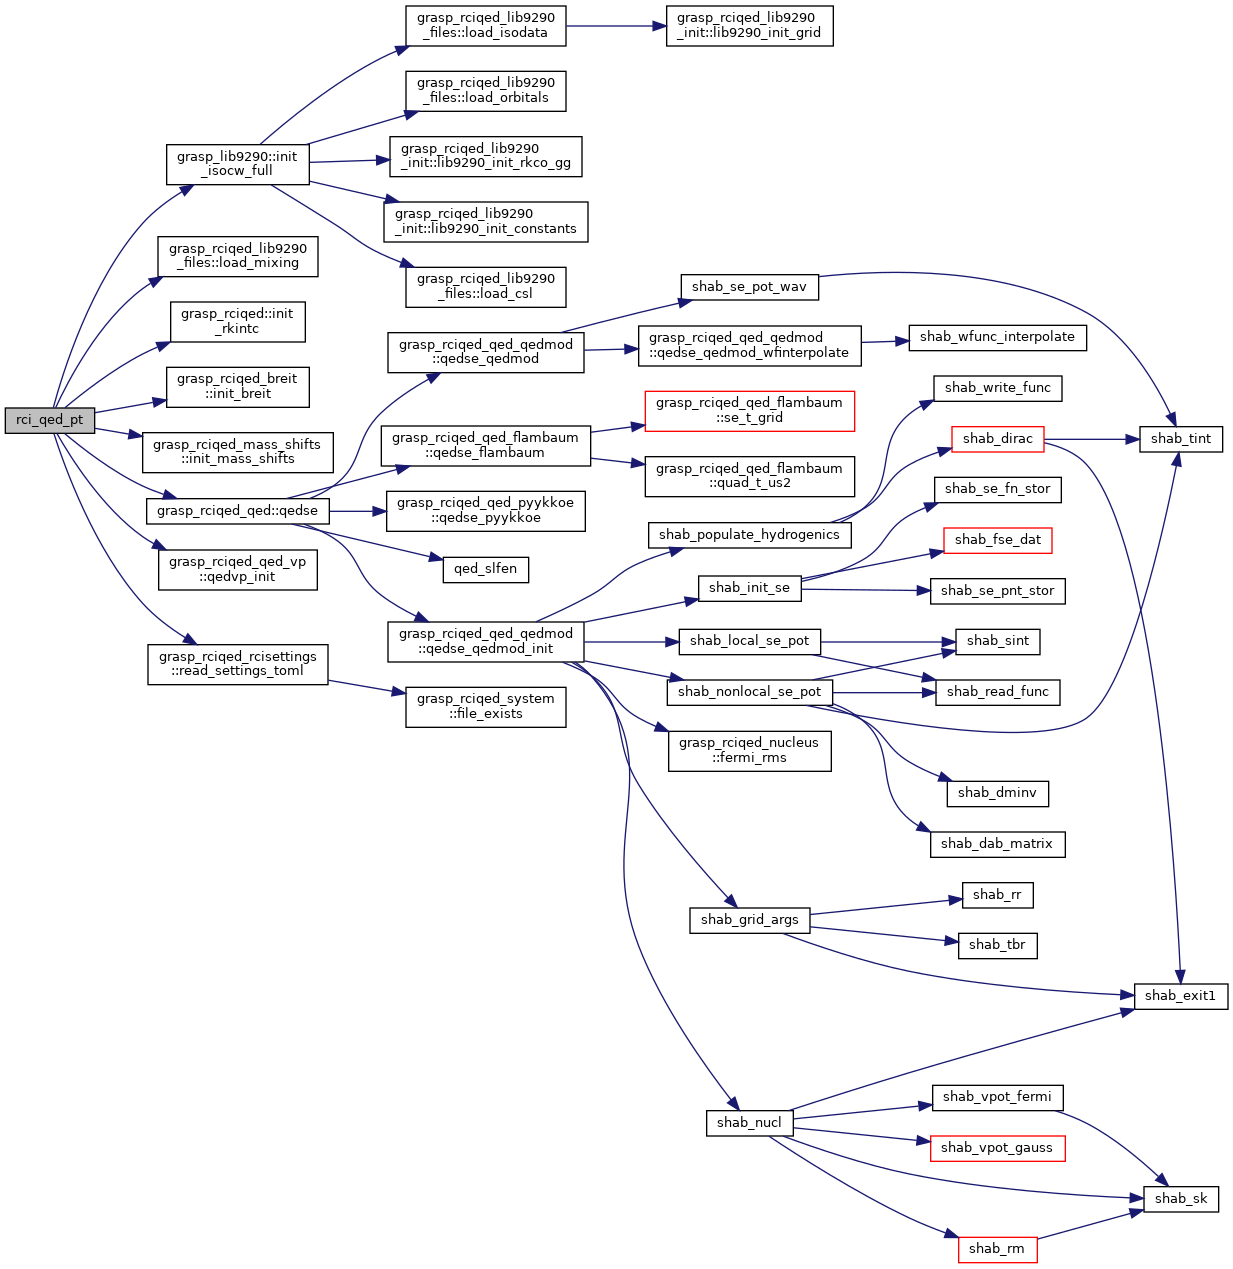 grasp_rciqed_lib9290
_files::load_isodata
grasp_rciqed_lib9290
_init::lib9290_init_grid
grasp_rciqed_lib9290
_files::load_orbitals
grasp_lib9290::init
_isocw_full
grasp_rciqed_lib9290
_init::lib9290_init_rkco_gg
grasp_rciqed_lib9290
_init::lib9290_init_constants
grasp_rciqed_lib9290
_files::load_mixing
grasp_rciqed_lib9290
_files::load_csl
shab_se_pot_wav
grasp_rciqed::init
_rkintc
grasp_rciqed_qed_qedmod
::qedse_qedmod
grasp_rciqed_qed_qedmod
::qedse_qedmod_wfinterpolate
shab_wfunc_interpolate
grasp_rciqed_breit
::init_breit
shab_write_func
rci_qed_pt
grasp_rciqed_qed_flambaum
::se_t_grid
grasp_rciqed_mass_shifts
::init_mass_shifts
grasp_rciqed_qed_flambaum
::qedse_flambaum
shab_dirac
shab_tint
grasp_rciqed_qed_flambaum
::quad_t_us2
shab_se_fn_stor
grasp_rciqed_qed::qedse
grasp_rciqed_qed_pyykkoe
::qedse_pyykkoe
shab_populate_hydrogenics
shab_fse_dat
grasp_rciqed_qed_vp
::qedvp_init
qed_slfen
shab_init_se
shab_se_pnt_stor
grasp_rciqed_qed_qedmod
::qedse_qedmod_init
shab_local_se_pot
shab_sint
grasp_rciqed_rcisettings
::read_settings_toml
shab_nonlocal_se_pot
shab_read_func
grasp_rciqed_system
::file_exists
grasp_rciqed_nucleus
::fermi_rms
shab_dminv
shab_dab_matrix
shab_rr
shab_grid_args
shab_tbr
shab_exit1
shab_vpot_fermi
shab_nucl
shab_vpot_gauss
shab_sk
shab_rm